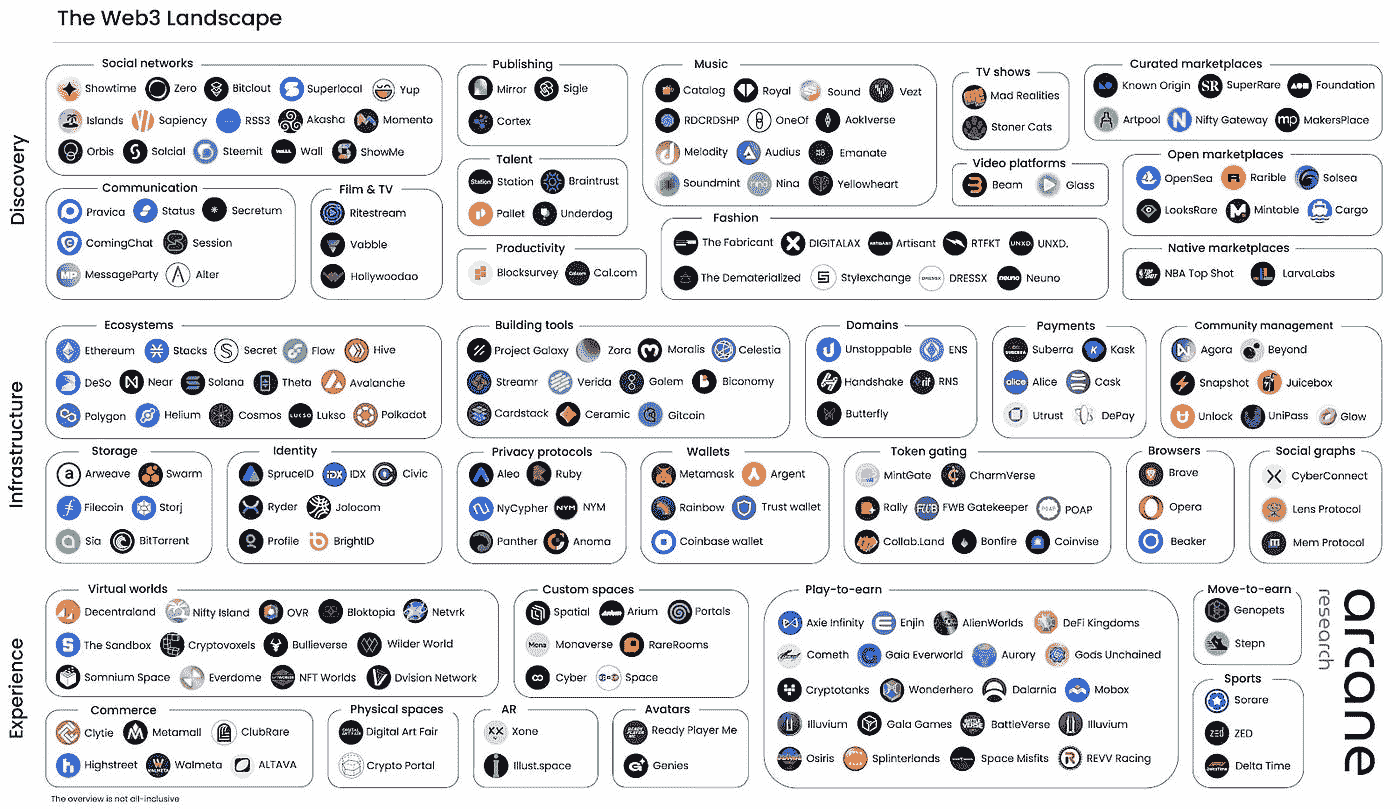 The Web3 Landscape
Discovery
Social networks
Showtime Zero Bitclout Superlocal Yup
Islands Sapiency RSS3 Akasha Momento
Orbis Solcial Steemit Wall ShowMe
Publishing
Mirror Sigle
Cortex
Music
Catalog Royal Sound Vezt
RDCRDSHP OneOf AokIverse
Melodity Audius Emanate
Soundmint Nina Yellowheart
TV shows
Mad Realities
Stoner Cats
Curated marketplaces
Known Origin SuperRare Foundation
Artpool Nifty Gateway MakersPlace
Communication
Pravica Status Secretum
ComingChat Session
MessageParty Alter
Film & TV
Ritestream
Vabble
Hollywoodao
Talent
Station Braintrust
Pallet Underdog
Productivity
Blocksurvey Cal.com
Video platforms
Beam Glass
Fashion
The Fabricant DIGITALAX Artisant RTFKT UNXD.
The Dematerialized Stylexchange DRESSX Neuno
Open marketplaces
OpenSea Rarible Solsea
LooksRare Mintable Cargo
Native marketplaces
NBA Top Shot LarvaLabs
Infrastructure
Ecosystems
Ethereum Stacks Secret Flow Hive
DeSo Near Solana Theta Avalanche
Polygon Helium Cosmos Lukso Polkadot
Building tools
Project Galaxy Zora Moralis Celestia
Streamr Verida Golem Biconomy
Cardstack Ceramic Gitcoin
Domains
Unstoppable ENS
Handshake RNS
Butterfly
Payments
Suberra Kask
Alice Cask
Utrust DePay
Community management
Agora Beyond
Snapshot Juicebox
Unlock UniPass Glow
Storage
Arweave Swarm
Filecoin Storj
Sia BitTorrent
Identity
SpruceID IDX Civic
Ryder Jolocom
Profile BrightID
Privacy protocols
Aleo Ruby
NyCypher NYM
Panther Anoma
Wallets
Metamask Argent
Rainbow Trust wallet
Coinbase wallet
Token gating
MintGate CharmVerse
Rally FWB Gatekeeper POAP
Collab.Land Bonfire Coinvise
Browsers
Brave
Opera
Beaker
Social graphs
CyberConnect
Lens Protocol
Mem Protocol
Experience
Virtual worlds
Decentraland Nifty Island OVR Bloktopia Netvrk
The Sandbox Cryptovoxels Bullieverse Wilder World
Somnium Space Everdome NFT Worlds Dvision Network
Custom spaces
Spatial Arium Portals
Monaverse RareRooms
Cyber Space
Play-to-earn
Axie Infinity Enjin AlienWorlds DeFi Kingdoms
Cometh Gaia Everworld Aurory Gods Unchained
Cryptotanks Wonderhero Dalarnia Mobox
Illuvium Gala Games BattleVerse Illuvium
Osiris Splinterlands Space Misfits REVV Racing
Move-to-earn
Genopets
Stepn
Commerce
Clytie Metamall ClubRare
Highstreet Walmeta ALTAVA
Physical spaces
Digital Art Fair
Crypto Portal
AR
Xone
Illust.space
Avatars
Ready Player Me
Genies
Sports
Sorare
ZED
Delta Time
arcane
research
The overview is not all-inclusive